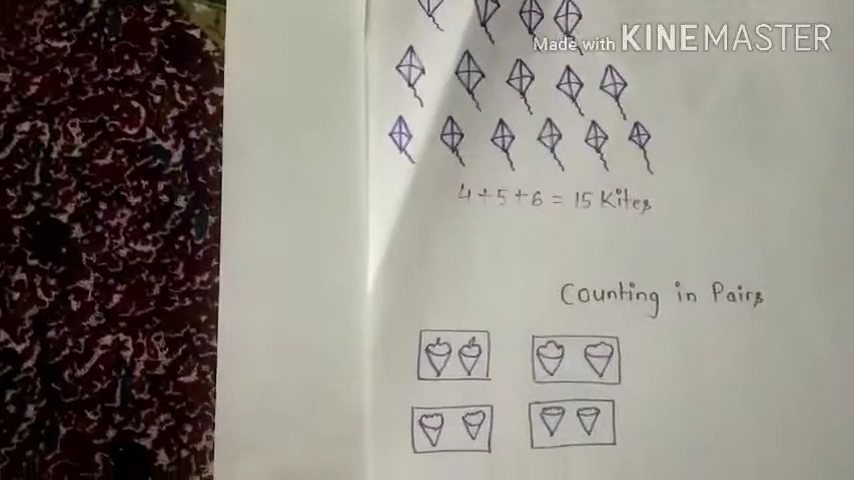 Made with KINEMASTER
4+5+6 = 15 Kites
Counting in Pairs